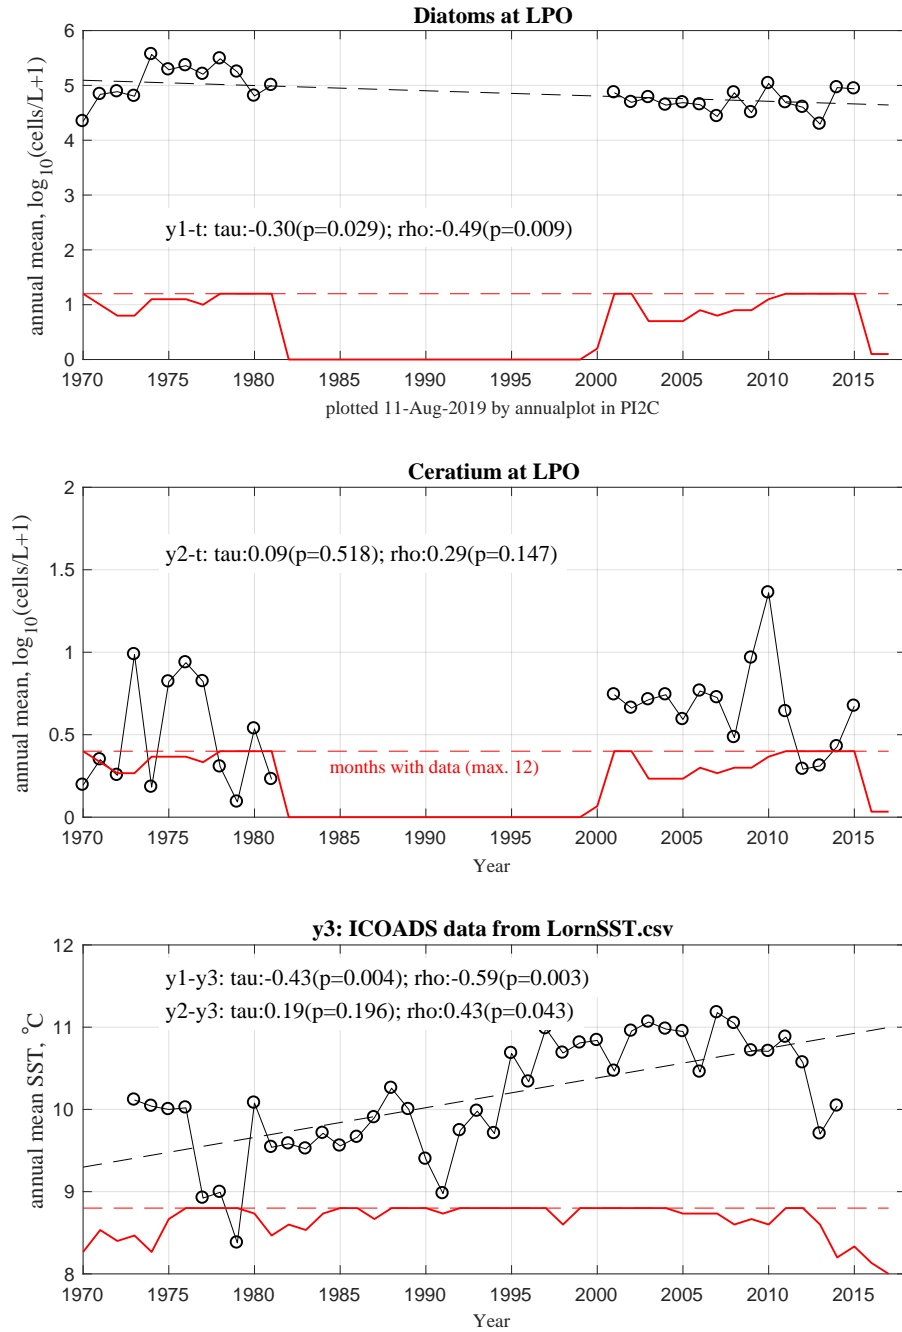 Diatoms at LPO
annual mean, log10(cells/L+1)
6
5
4
3
2
1
0
y1-t: tau:-0.30(p=0.029); rho:-0.49(p=0.009)
1970 1975 1980 1985 1990 1995 2000 2005 2010 2015
plotted 11-Aug-2019 by annualplot in PI2C
Ceratium at LPO
annual mean, log10(cells/L+1)
2
1.5
1
0.5
0
y2-t: tau:0.09(p=0.518); rho:0.29(p=0.147)
months with data (max. 12)
1970 1975 1980 1985 1990 1995 2000 2005 2010 2015
Year
y3: ICOADS data from LornSST.csv
annual mean SST, °C
12
11
10
9
8
y1-y3: tau:-0.43(p=0.004); rho:-0.59(p=0.003)
y2-y3: tau:0.19(p=0.196); rho:0.43(p=0.043)
1970 1975 1980 1985 1990 1995 2000 2005 2010 2015
Year